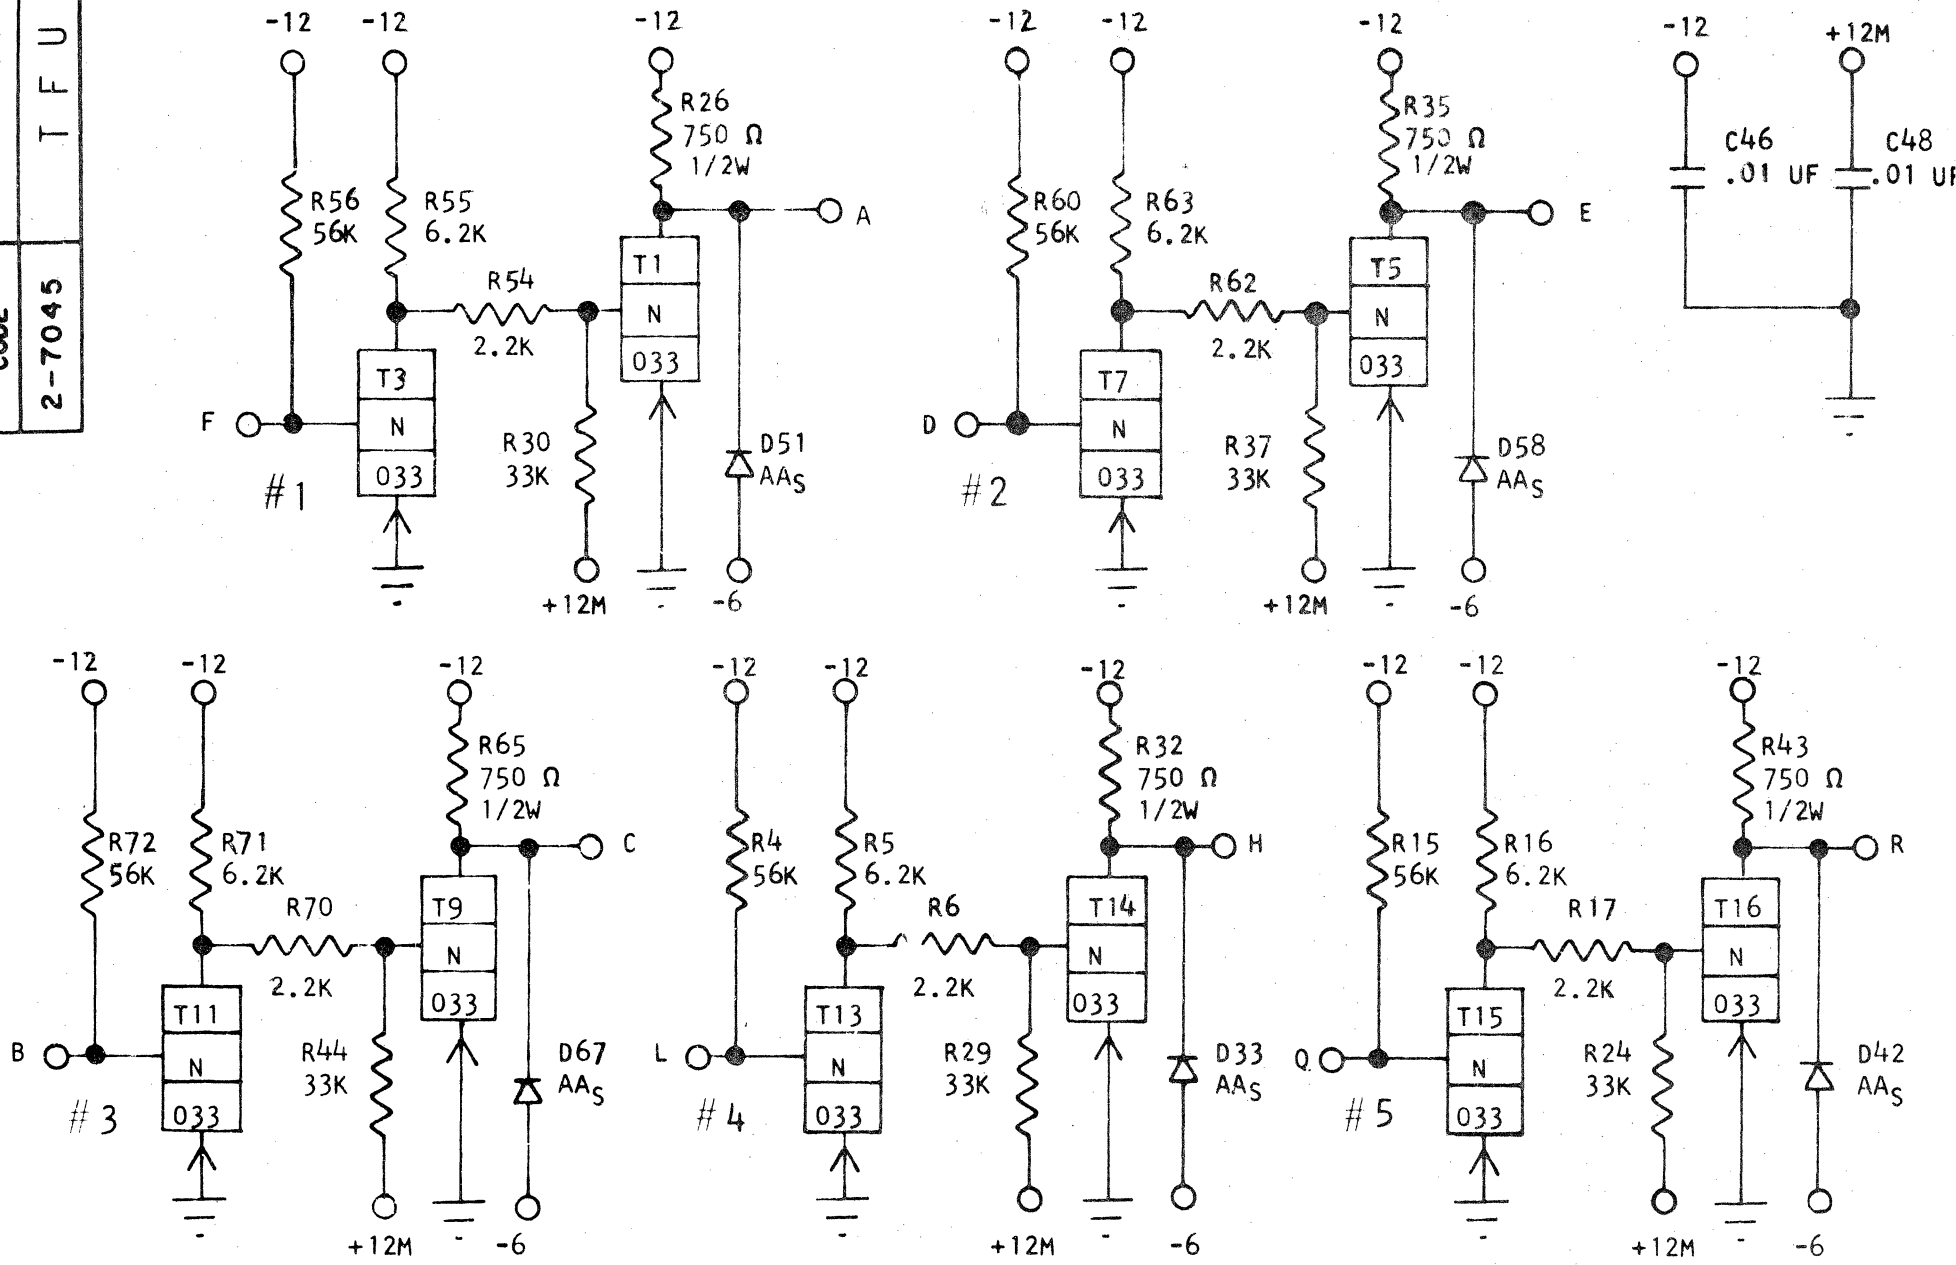 T F U
CODE
2-7045
-12
-12
-12
R26
750 Ω
1/2W
R56
56K
R55
6.2K
A
T1
N
033
R54
2.2K
T3
N
033
F
R30
33K
D51
AAS
#1
+12M
-6
-12
-12
-12
R35
750 Ω
1/2W
R60
56K
R63
6.2K
E
T5
N
033
R62
2.2K
T7
N
033
D
R37
33K
D58
AAS
#2
+12M
-6
-12
+12M
C46
.01 UF
C48
.01 UF
-12
-12
-12
R65
750 Ω
1/2W
R72
56K
R71
6.2K
C
T9
N
033
R70
2.2K
T11
N
033
B
R44
33K
D67
AAS
#3
+12M
-6
-12
-12
-12
R32
750 Ω
1/2W
R4
56K
R5
6.2K
H
T14
N
033
R6
2.2K
T13
N
033
L
R29
33K
D33
AAS
#4
+12M
-6
-12
-12
-12
R43
750 Ω
1/2W
R15
56K
R16
6.2K
R
T16
N
033
R17
2.2K
T15
N
033
Q
R24
33K
D42
AAS
#5
+12M
-6